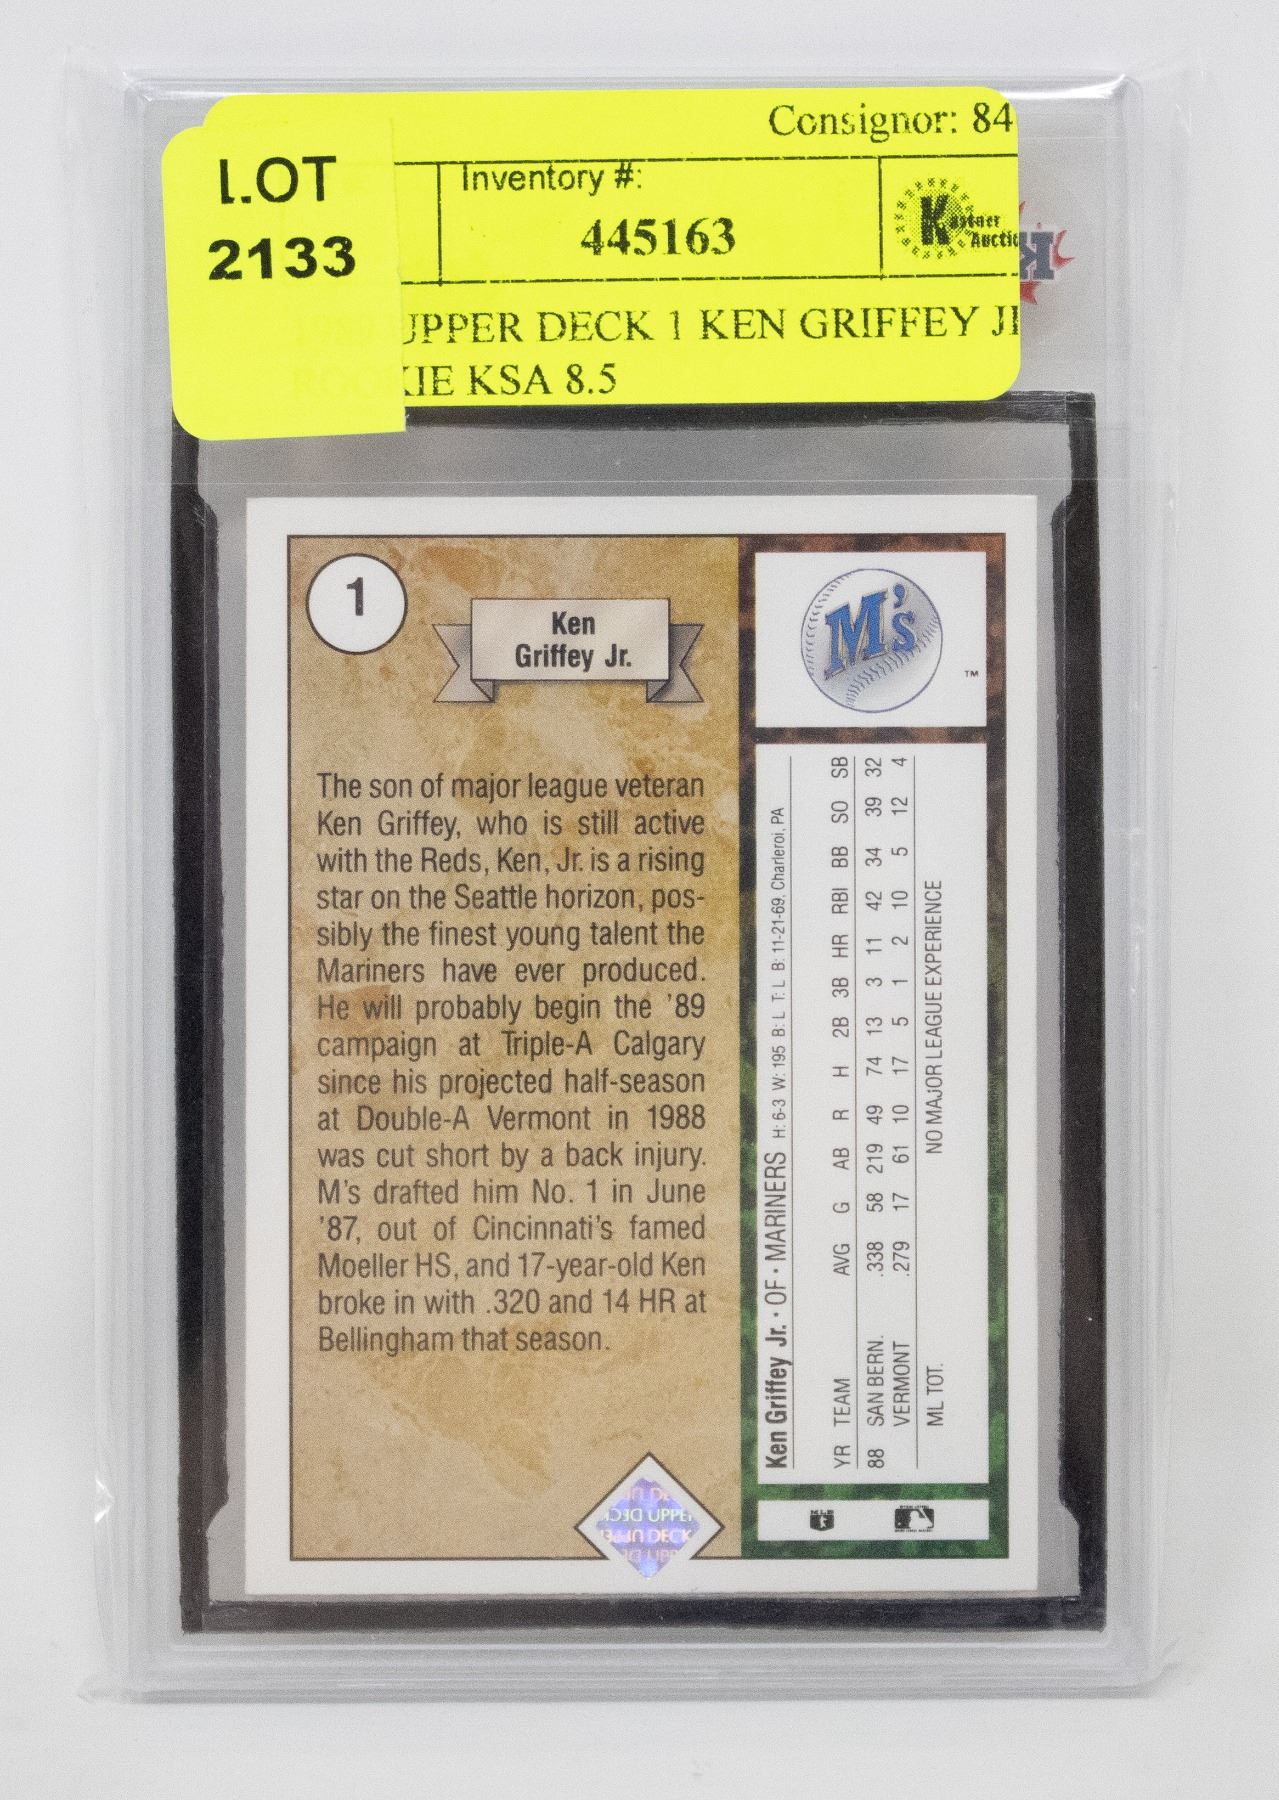 Consignor: 84
LOT
2133
Inventory #:
445163
Kastner
Auctio
K
UPPER DECK 1 KEN GRIFFEY JR
ROOKIE KSA 8.5
1
Ken
Griffey Jr.
M's
TM
The son of major league veteran
Ken Griffey, who is still active
with the Reds, Ken, Jr. is a rising
star on the Seattle horizon, pos-
sibly the finest young talent the
Mariners have ever produced.
He will probably begin the '89
campaign at Triple-A Calgary
since his projected half-season
at Double-A Vermont in 1988
was cut short by a back injury.
M's drafted him No. 1 in June
'87, out of Cincinnati's famed
Moeller HS, and 17-year-old Ken
broke in with .320 and 14 HR at
Bellingham that season.
Ken Griffey Jr. • OF • MARINERS H: 6-3 W: 195 B: L T: L B: 11-21-69, Charleroi, PA
YR TEAM AVG G AB R H 2B 3B HR RBI BB SO SB
88 SAN BERN. .338 58 219 49 74 13 3 11 42 34 39 32
VERMONT .279 17 61 10 17 5 1 2 10 5 12 4
ML TOT. NO MAJOR LEAGUE EXPERIENCE
UPPER
DECK